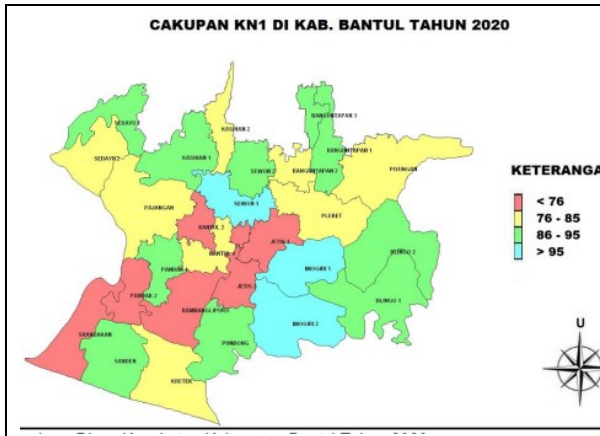 CAKUPAN KN1 DI KAB. BANTUL TAHUN 2020
SEDAYU 1
KASIHAN 2
BANGUNTAPAN 3
SEDAYU 2
KASIHAN 1
SEWON 2
BANGUNTAPAN 1
BANGUNTAPAN 2
PIYUNGAN
PAJANGAN
SEWON 1
PLERET
BANTUL 2
JETIS 1
BANTUL 1
PANDAK 1
IMOGIRI 1
DLINGO 2
PANDAK 2
JETIS 2
BAMBANGLIPURO
DLINGO 1
SRANDAKAN
IMOGIRI 2
SANDEN
PUNDONG
KRETEK
KETERANGA
< 76
76 - 85
86 - 95
> 95
U